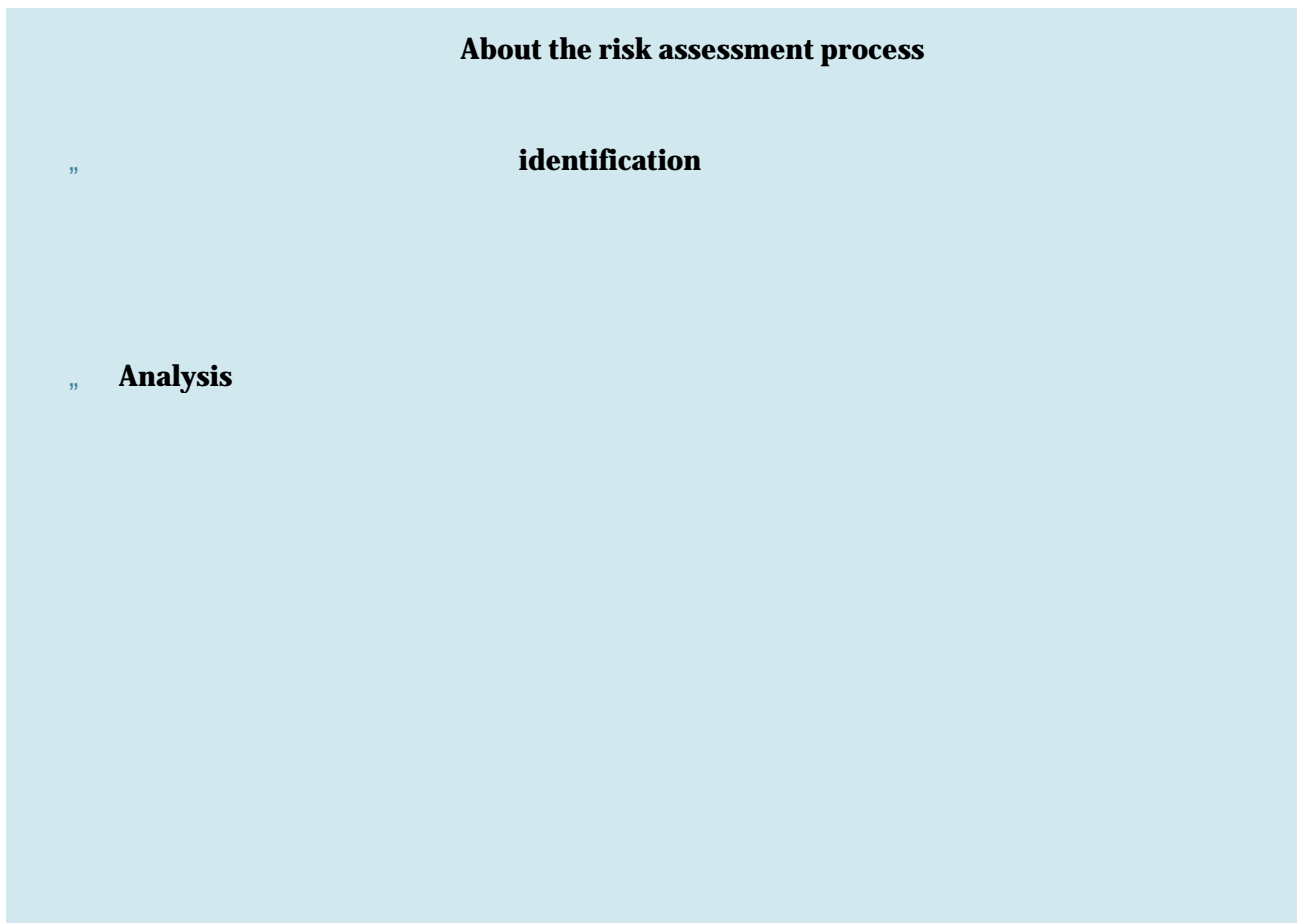 About the risk assessment process
„ identification
„ Analysis